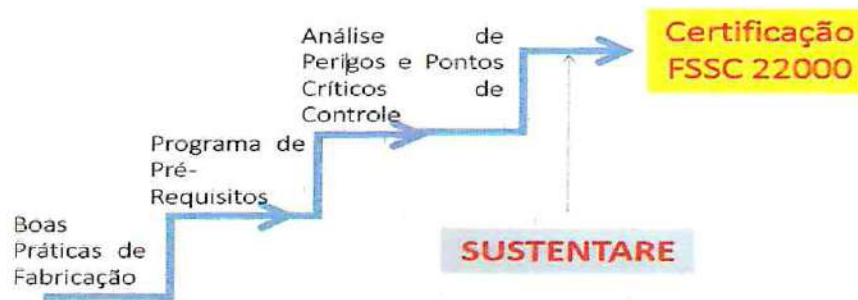 Análise de
Perigos e Pontos
Críticos de
Controle
Certificação
FSSC 22000
Programa de
Pré-
Requisitos
Boas
Práticas de
Fabricação
SUSTENTARE